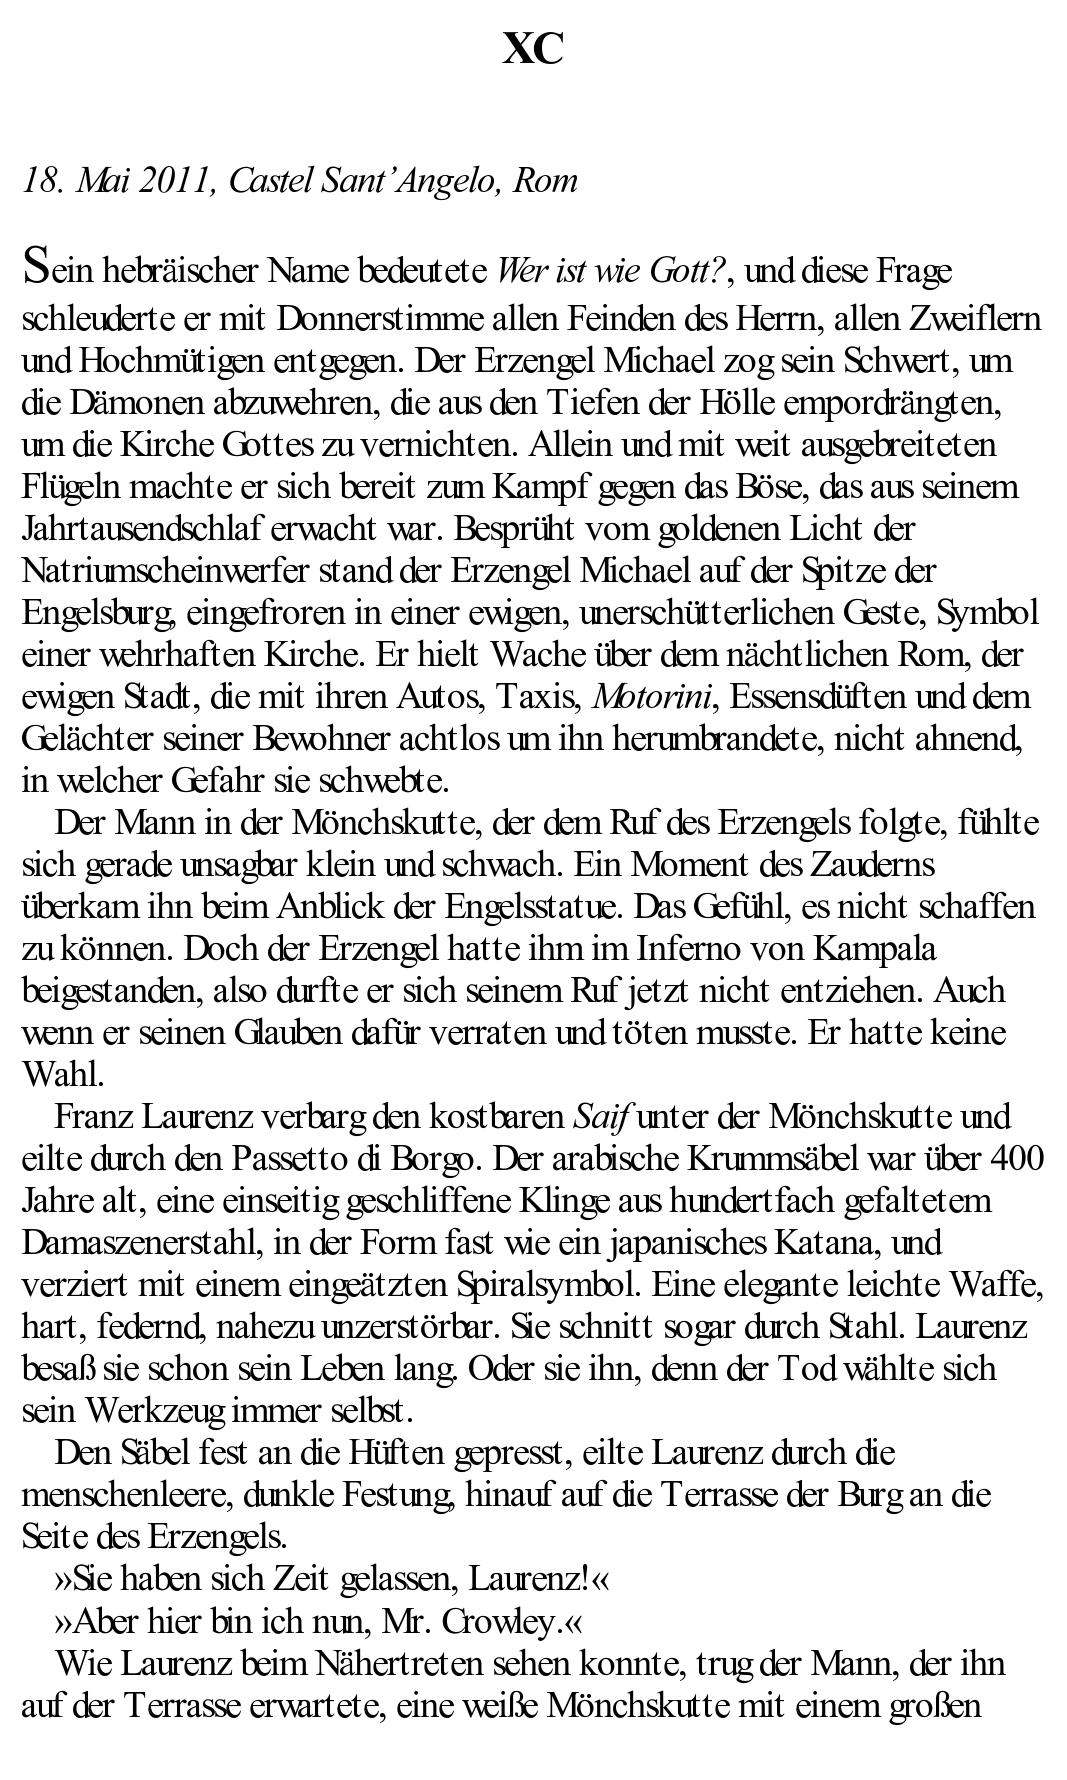 XC
18. Mai 2011, Castel Sant’Angelo, Rom
Sein hebräischer Name bedeutete Wer ist wie Gott?, und diese Frage
schleuderte er mit Donnerstimme allen Feinden des Herrn, allen Zweiflern
und Hochmütigen entgegen. Der Erzengel Michael zog sein Schwert, um
die Dämonen abzuwehren, die aus den Tiefen der Hölle empordrängten,
um die Kirche Gottes zu vernichten. Allein und mit weit ausgebreiteten
Flügeln machte er sich bereit zum Kampf gegen das Böse, das aus seinem
Jahrtausendschlaf erwacht war. Besprüht vom goldenen Licht der
Natriumscheinwerfer stand der Erzengel Michael auf der Spitze der
Engelsburg, eingefroren in einer ewigen, unerschütterlichen Geste, Symbol
einer wehrhaften Kirche. Er hielt Wache über dem nächtlichen Rom, der
ewigen Stadt, die mit ihren Autos, Taxis, Motorini, Essensdüften und dem
Gelächter seiner Bewohner achtlos um ihn herumbrandete, nicht ahnend,
in welcher Gefahr sie schwebte.
Der Mann in der Mönchskutte, der dem Ruf des Erzengels folgte, fühlte
sich gerade unsagbar klein und schwach. Ein Moment des Zauderns
überkam ihn beim Anblick der Engelsstatue. Das Gefühl, es nicht schaffen
zu können. Doch der Erzengel hatte ihm im Inferno von Kampala
beigestanden, also durfte er sich seinem Ruf jetzt nicht entziehen. Auch
wenn er seinen Glauben dafür verraten und töten musste. Er hatte keine
Wahl.
Franz Laurenz verbarg den kostbaren Saif unter der Mönchskutte und
eilte durch den Passetto di Borgo. Der arabische Krummsäbel war über 400
Jahre alt, eine einseitig geschliffene Klinge aus hundertfach gefaltetem
Damaszenerstahl, in der Form fast wie ein japanisches Katana, und
verziert mit einem eingeätzten Spiralsymbol. Eine elegante leichte Waffe,
hart, federnd, nahezu unzerstörbar. Sie schnitt sogar durch Stahl. Laurenz
besaß sie schon sein Leben lang. Oder sie ihn, denn der Tod wählte sich
sein Werkzeug immer selbst.
Den Säbel fest an die Hüften gepresst, eilte Laurenz durch die
menschenleere, dunkle Festung, hinauf auf die Terrasse der Burg an die
Seite des Erzengels.
»Sie haben sich Zeit gelassen, Laurenz!«
»Aber hier bin ich nun, Mr. Crowley.«
Wie Laurenz beim Nähertreten sehen konnte, trug der Mann, der ihn
auf der Terrasse erwartete, eine weiße Mönchskutte mit einem großen